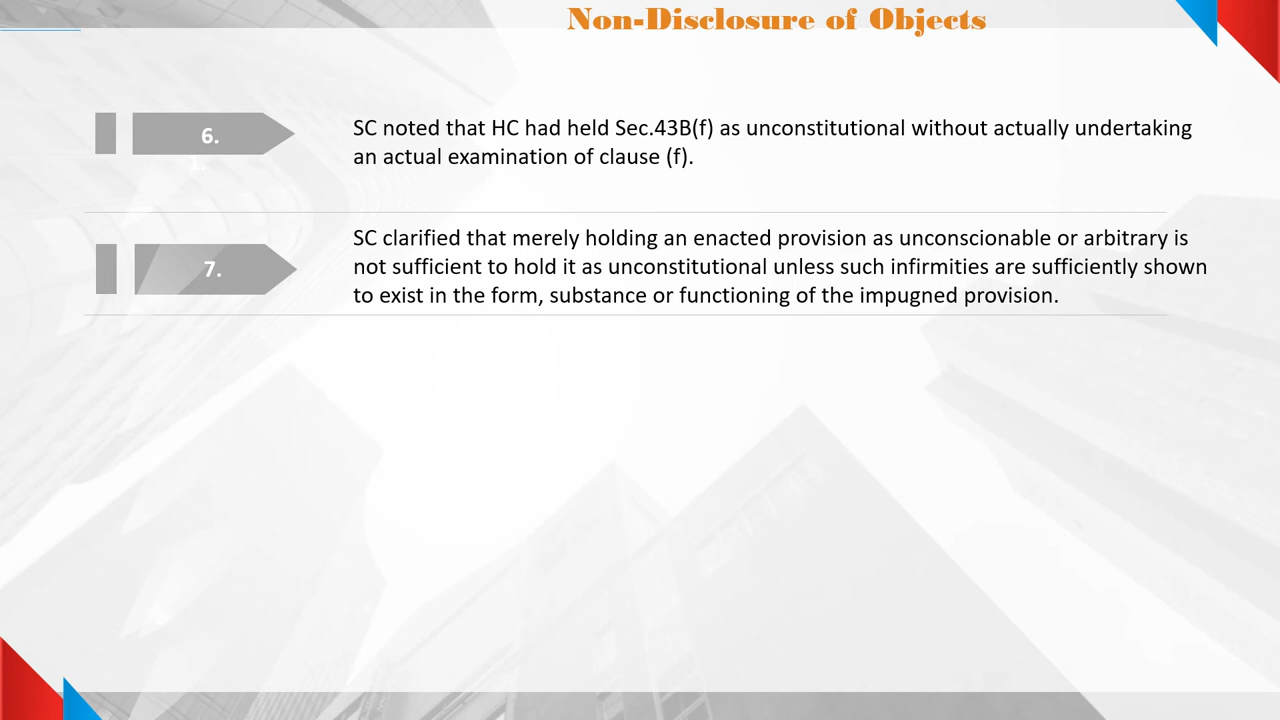 Non-Disclosure of Objects
6.
1.
SC noted that HC had held Sec.43B(f) as unconstitutional without actually undertaking
an actual examination of clause (f).
7.
SC clarified that merely holding an enacted provision as unconscionable or arbitrary is
not sufficient to hold it as unconstitutional unless such infirmities are sufficiently shown
to exist in the form, substance or functioning of the impugned provision.